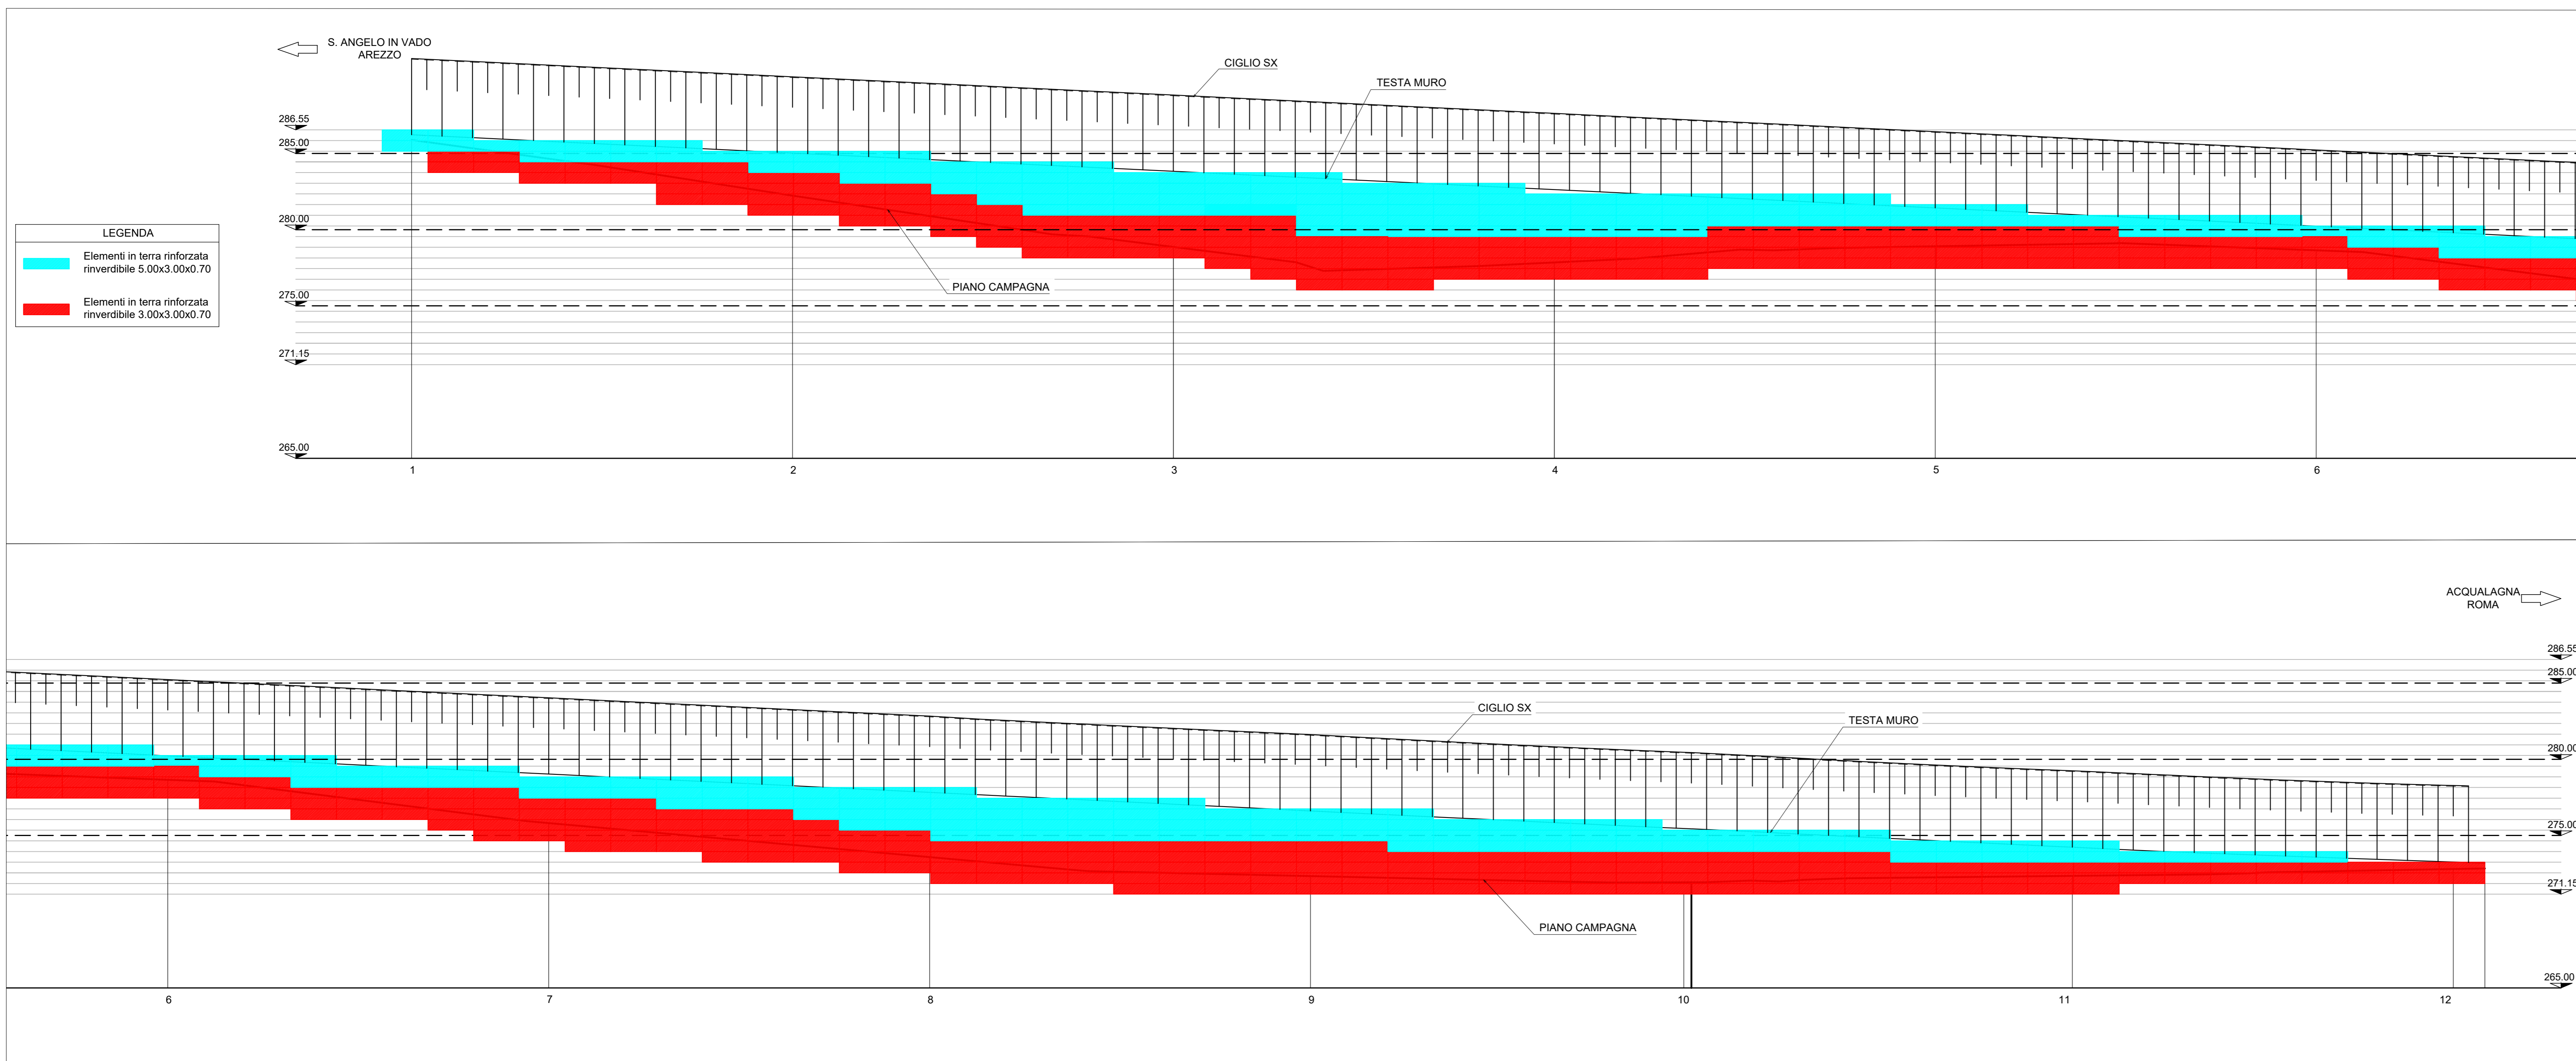 S. ANGELO IN VADO
AREZZO
CIGLIO SX
TESTA MURO
286.55
285.00
280.00
PIANO CAMPAGNA
275.00
271.15
265.00
1 2 3 4 5 6
LEGENDA
Elementi in terra rinforzata
rinverdibile 5.00x3.00x0.70
Elementi in terra rinforzata
rinverdibile 3.00x3.00x0.70
ACQUALAGNA
ROMA
286.55
285.00
CIGLIO SX
TESTA MURO
280.00
275.00
271.15
PIANO CAMPAGNA
265.00
6 7 8 9 10 11 12